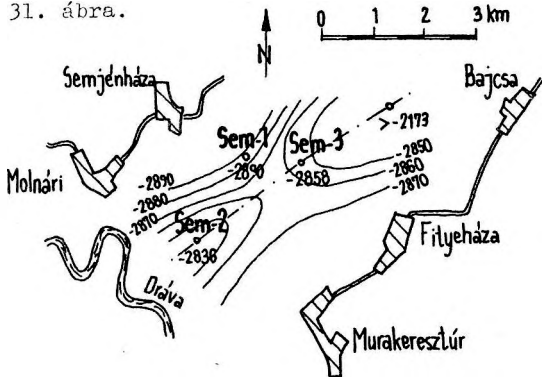 31. ábra.
0 1 2 3 km
N
Semjénháza
Bajcsa
>-2173
Sem-1
Sem-3
-2890
-2850
-2860
-2858
-2870
Molnári
-2890
-2880
-2870
Sem-2
-2836
Fityeháza
Dráva
Murakeresztúr